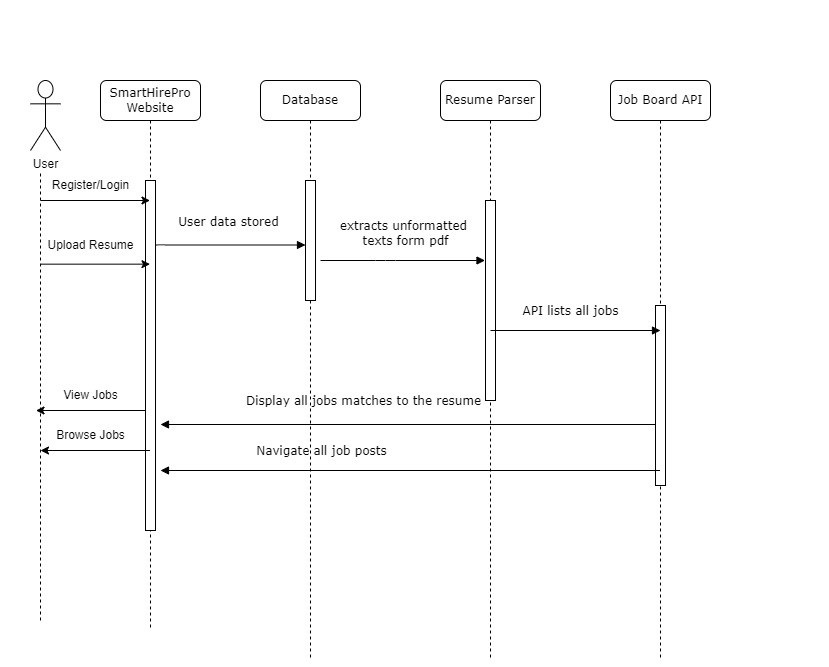 SmartHirePro
Website
Database
Resume Parser
Job Board API
User
Register/Login
User data stored
extracts unformatted
texts form pdf
Upload Resume
API lists all jobs
View Jobs
Display all jobs matches to the resume
Browse Jobs
Navigate all job posts